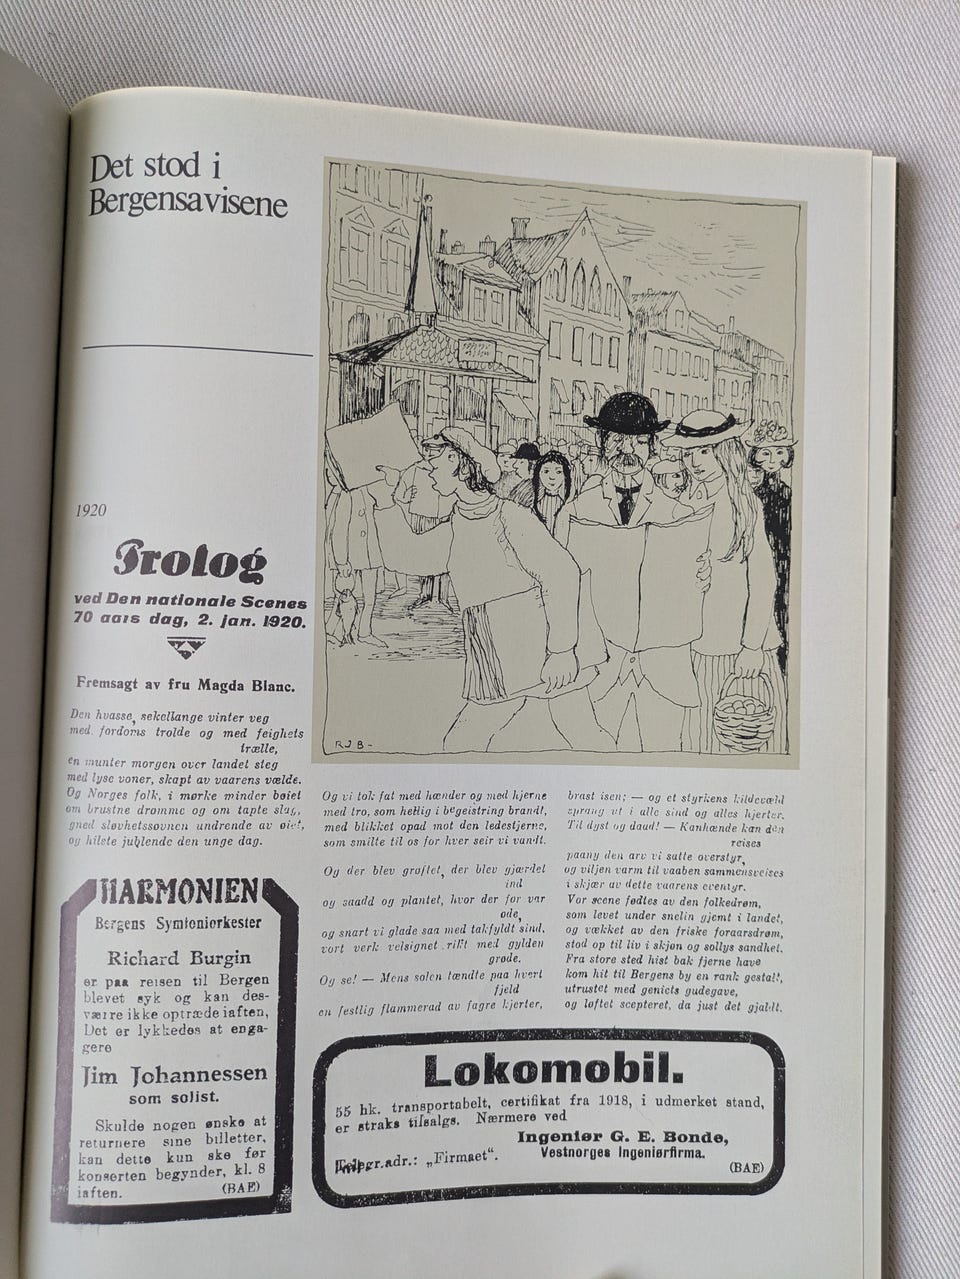 Det stod i
Bergensavisene
1920
Prolog
ved Den nationale Scenes
70 aars dag, 2. jan. 1920.
Fremsagt av fru Magda Blanc.
Den hvasse, sekellange vinter veg
med fordoms trolde og med feighets
trælle,
en munter morgen over landet steg
med lyse voner, skapt av vaarens vælde.
Og Norges folk, i mørke minder bøiet
om brustne drømme og om tapte slag,
gned sløvhetssøvnen undrende av øiet,
og hilste jublende den unge dag.
HARMONIEN
Bergens Symfoniorkester
Richard Burgin
er paa reisen til Bergen
blevet syk og kan des-
værre ikke optræde iaften,
Det er lykkedes at enga-
gere
Jim Johannessen
som solist.
Skulde nogen ønske at
returnere sine billetter,
kan dette kun ske før
konserten begynder, kl. 8
iaften. (BAE)
RJB-
Og vi tok fat med hænder og med hjerne
med tro, som heftig i begeistring brandt,
med blikket opad mot den ledestjerne,
som smilte til os for hver seir vi vandt.
Og der blev grøftet, der blev gjærdet
ind
og saadd og plantet, hvor der før var
øde,
og snart vi glade saa med takfyldt sind,
vort verk velsignet rikt med gylden
grøde.
Og se! — Mens solen tændte paa hvert
fjeld
en festlig flammerad av fagre kjerter,
brast isen; — og et styrkens kildevæld
sprang ut i alle sind og alles hjerter.
Til dyst og daad! — Kanhænde kan den
reises
paany den arv vi satte overstyr,
og viljen varm til vaaben sammensveises
i skjær av dette vaarens eventyr.
Vor scene fødtes av den folkedrøm,
som levet under snelin gjemt i landet,
og vækket av den friske foraarsdrøm,
stod op til liv i skjøn og sollys sandhet.
Fra store sted hist bak fjerne have
kom hit til Bergens by en rank gestalt,
utrustet med geniets gudegave,
og løftet scepteret, da just det gjaldt.
Lokomobil.
55 hk. transportabelt, certifikat fra 1918, i udmerket stand,
er straks tilsalgs. Nærmere ved
Ingeniør G. E. Bonde,
Vestnorges Ingeniørfirma.
Telegr.adr.: „Firmaet“. (BAE)